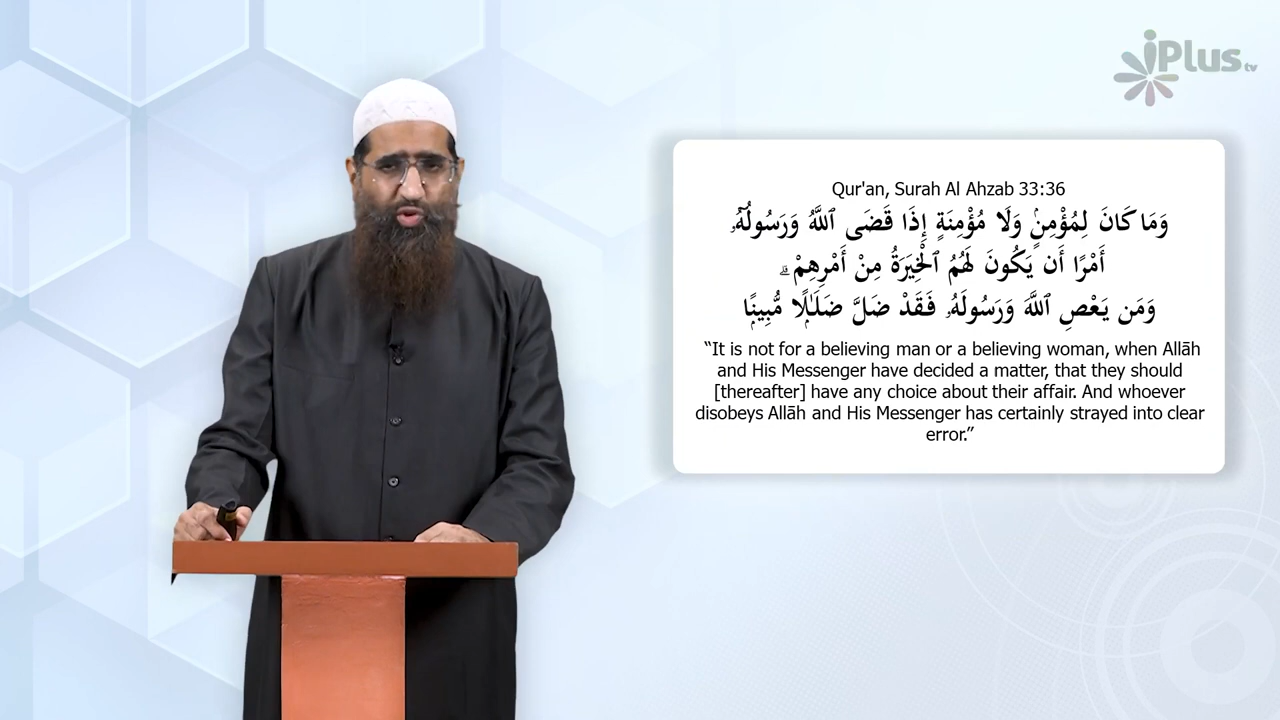 iPlus tv
Qur'an, Surah Al Ahzab 33:36
وَمَا كَانَ لِمُؤْمِنٍۢ وَلَا مُؤْمِنَةٍ إِذَا قَضَى ٱللَّهُ وَرَسُولُهُۥٓ
أَمْرًا أَن يَكُونَ لَهُمُ ٱلْخِيَرَةُ مِنْ أَمْرِهِمْ ۗ
وَمَن يَعْصِ ٱللَّهَ وَرَسُولَهُۥ فَقَدْ ضَلَّ ضَلَـٰلًۭا مُّبِينًۭا
“It is not for a believing man or a believing woman, when Allāh
and His Messenger have decided a matter, that they should
[thereafter] have any choice about their affair. And whoever
disobeys Allāh and His Messenger has certainly strayed into clear
error.”